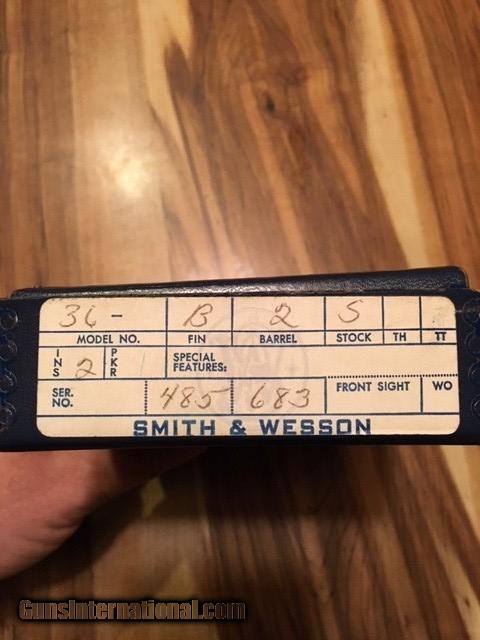 36- B 2 S
MODEL NO. FIN BARREL STOCK TH TT
INS 2 PKR SPECIAL FEATURES:
SER. NO. 485 683 FRONT SIGHT WO
SMITH & WESSON
GunsInternational.com